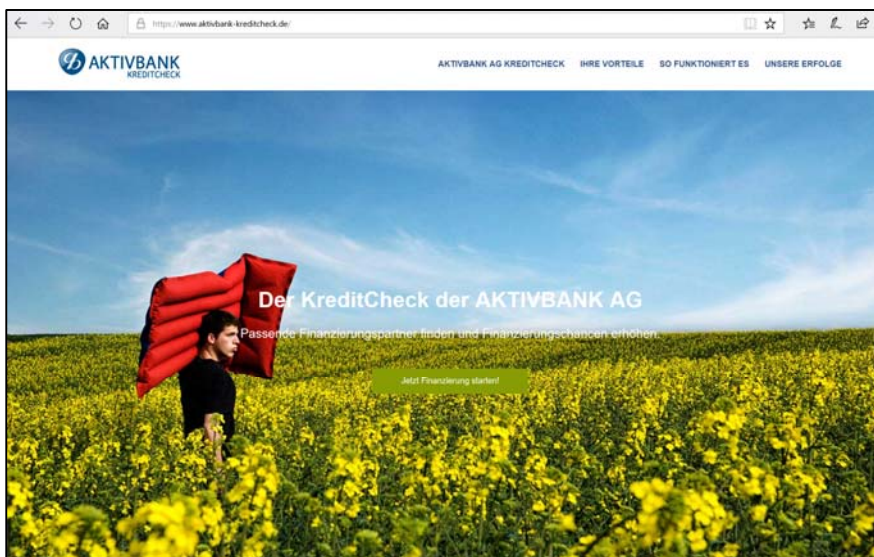 https://www.aktivbank-kreditcheck.de/
AKTIVBANK
KREDITCHECK
AKTIVBANK AG KREDITCHECK IHRE VORTEILE SO FUNKTIONIERT ES UNSERE ERFOLGE
Der KreditCheck der AKTIVBANK AG
Passende Finanzierungspartner finden und Finanzierungschancen erhöhen
Jetzt Finanzierung starten!